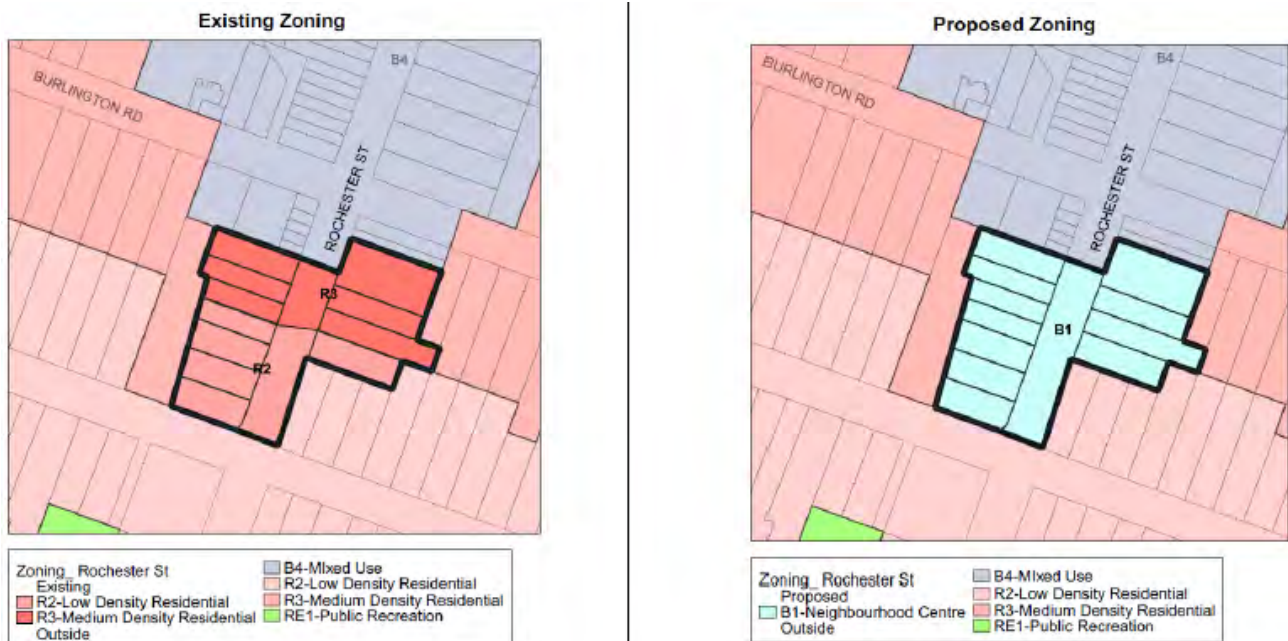 Existing Zoning
B4
BURLINGTON RD
ROCHESTER ST
R3
R2
Zoning_ Rochester St
Existing
R2-Low Density Residential
R3-Medium Density Residential
Outside
B4-MIxed Use
R2-Low Density Residential
R3-Medium Density Residential
RE1-Public Recreation
Proposed Zoning
B4
BURLINGTON RD
ROCHESTER ST
B1
Zoning_ Rochester St
Proposed
B1-Neighbourhood Centre
Outside
B4-MIxed Use
R2-Low Density Residential
R3-Medium Density Residential
RE1-Public Recreation